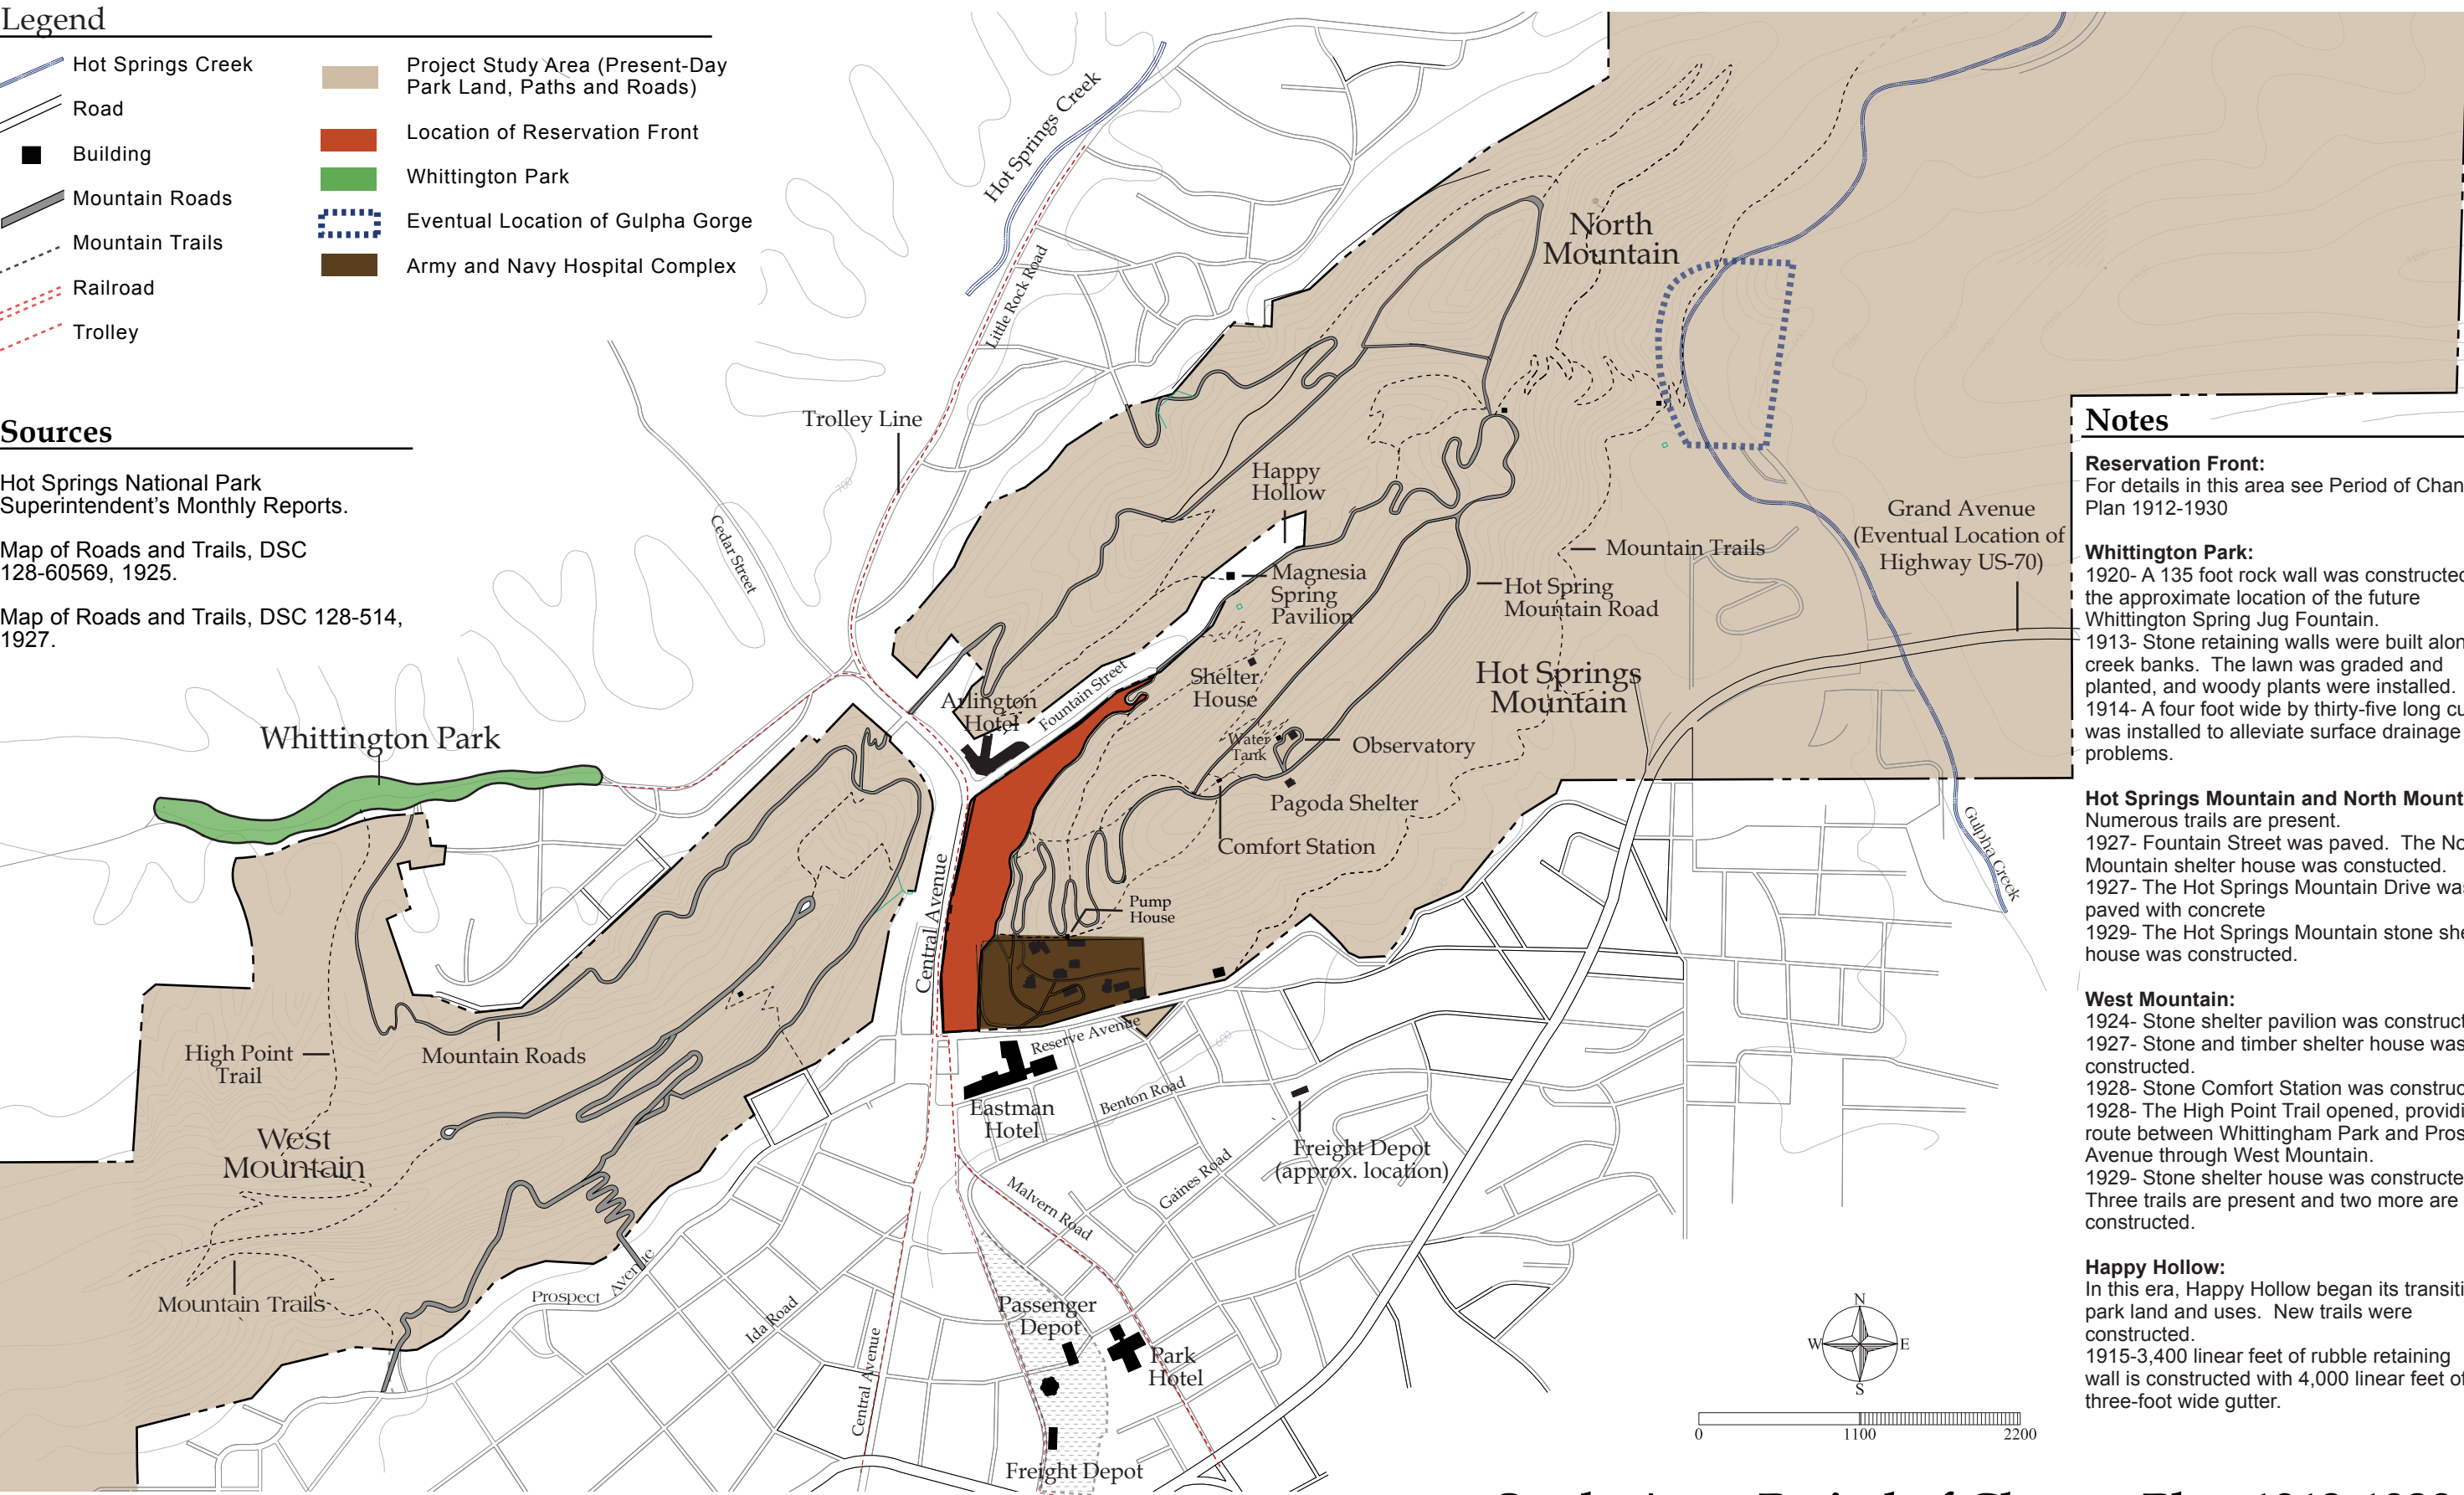 Legend
Hot Springs Creek
Road
Building
Mountain Roads
Mountain Trails
Railroad
Trolley
Project Study Area (Present-Day
Park Land, Paths and Roads)
Location of Reservation Front
Whittington Park
Eventual Location of Gulpha Gorge
Army and Navy Hospital Complex
Sources
Hot Springs National Park
Superintendent's Monthly Reports.
Map of Roads and Trails, DSC
128-60569, 1925.
Map of Roads and Trails, DSC 128-514,
1927.
Hot Springs Creek
Little Rock Road
Trolley Line
700
Cedar Street
North
Mountain
Happy
Hollow
Magnesia
Spring
Pavilion
Mountain Trails
Hot Spring
Mountain Road
Grand Avenue
(Eventual Location of
Highway US-70)
Shelter
House
Hot Springs
Mountain
Arlington
Hotel
Fountain Street
Water
Tank
Observatory
Pagoda Shelter
Comfort Station
Whittington Park
Central Avenue
Pump
House
Gulpha Creek
High Point
Trail
Mountain Roads
West
Mountain
Mountain Trails
Reserve Avenue
600
Eastman
Hotel
Benton Road
Freight Depot
(approx. location)
Gaines Road
Malvern Road
Prospect Avenue
Ida Road
Central Avenue
Passenger
Depot
Park
Hotel
Freight Depot
N
W
E
S
0
1100
2200
Notes
Reservation Front:
For details in this area see Period of Chan
Plan 1912-1930
Whittington Park:
1920- A 135 foot rock wall was constructed
the approximate location of the future
Whittington Spring Jug Fountain.
1913- Stone retaining walls were built alon
creek banks. The lawn was graded and
planted, and woody plants were installed.
1914- A four foot wide by thirty-five long cu
was installed to alleviate surface drainage
problems.
Hot Springs Mountain and North Mount
Numerous trails are present.
1927- Fountain Street was paved. The No
Mountain shelter house was constucted.
1927- The Hot Springs Mountain Drive was
paved with concrete
1929- The Hot Springs Mountain stone she
house was constructed.
West Mountain:
1924- Stone shelter pavilion was construct
1927- Stone and timber shelter house was
constructed.
1928- Stone Comfort Station was construc
1928- The High Point Trail opened, providi
route between Whittingham Park and Pros
Avenue through West Mountain.
1929- Stone shelter house was constructe
Three trails are present and two more are
constructed.
Happy Hollow:
In this era, Happy Hollow began its transiti
park land and uses. New trails were
constructed.
1915-3,400 linear feet of rubble retaining
wall is constructed with 4,000 linear feet of
three-foot wide gutter.